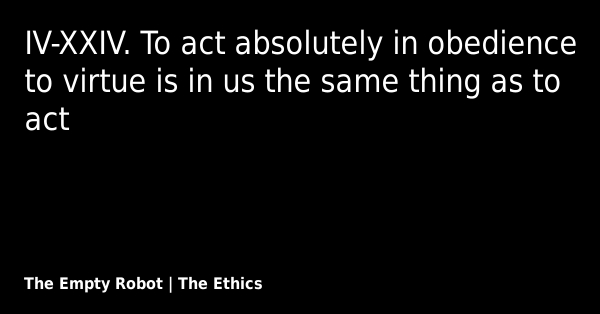 IV-XXIV. To act absolutely in obedience
to virtue is in us the same thing as to
act
The Empty Robot | The Ethics